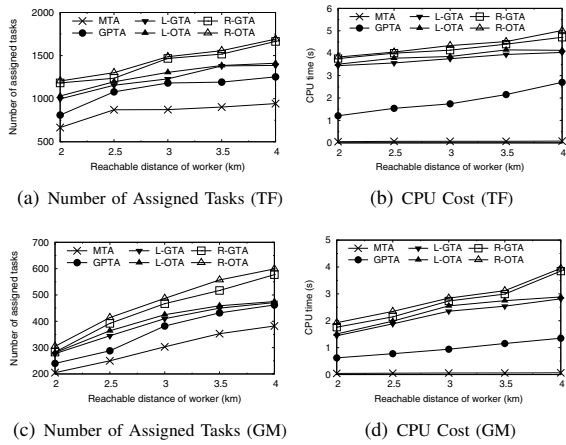 2000
1500
1000
500
Number of assigned tasks
MTA L-GTA R-GTA
GPTA L-OTA R-OTA
2 2.5 3 3.5 4
Reachable distance of worker (km)
(a) Number of Assigned Tasks (TF)
6
5
4
3
2
1
0
CPU time (s)
MTA L-GTA R-GTA
GPTA L-OTA R-OTA
2 2.5 3 3.5 4
Reachable distance of worker (km)
(b) CPU Cost (TF)
700
600
500
400
300
200
Number of assigned tasks
MTA L-GTA R-GTA
GPTA L-OTA R-OTA
2 2.5 3 3.5 4
Reachable distance of worker (km)
(c) Number of Assigned Tasks (GM)
5
4
3
2
1
0
CPU time (s)
MTA L-GTA R-GTA
GPTA L-OTA R-OTA
2 2.5 3 3.5 4
Reachable distance of worker (km)
(d) CPU Cost (GM)